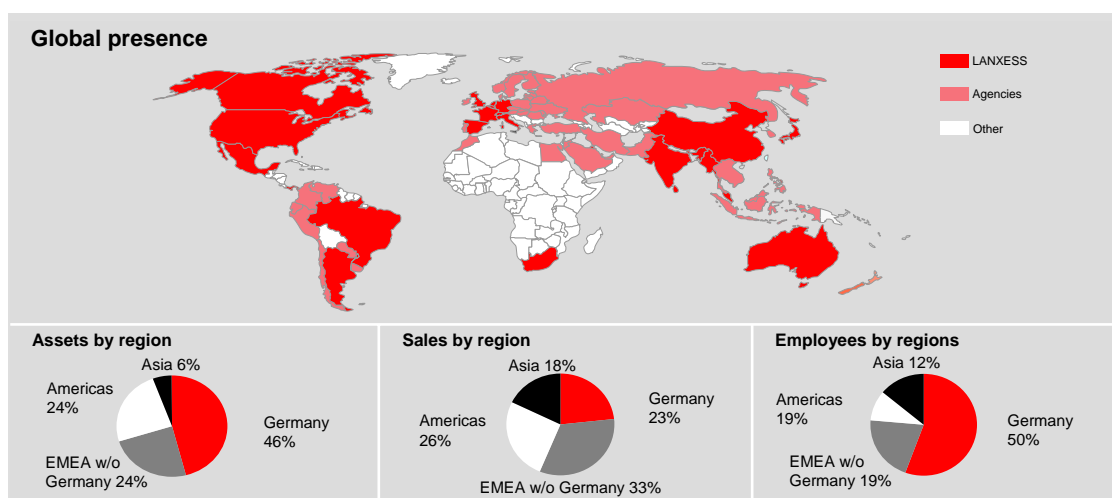 Global presence
LANXESS
Agencies
Other
Assets by region
Asia 6%
Americas
24%
Germany
46%
EMEA w/o
Germany 24%
Sales by region
Asia 18%
Germany
23%
Americas
26%
EMEA w/o Germany 33%
Employees by regions
Asia 12%
Americas
19%
Germany
50%
EMEA w/o
Germany 19%